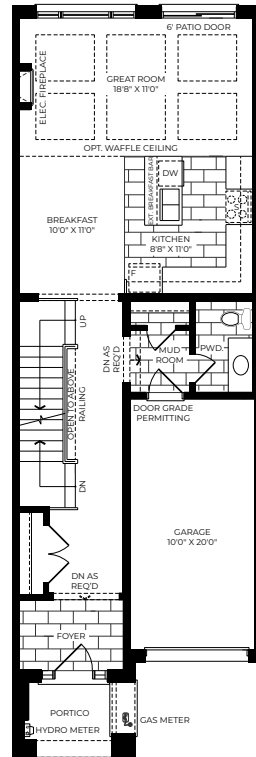 6' PATIO DOOR
ELEC. FIREPLACE
GREAT ROOM
18'8" X 11'0"
OPT. WAFFLE CEILING
EXT. BREAKFAST BAR
DW
BREAKFAST
10'0" X 11'0"
KITCHEN
8'8" X 11'0"
F
UP
DN AS
REQ'D
MUD
ROOM
PWD.
OPEN TO ABOVE
RAILING
DOOR GRADE
PERMITTING
DN
GARAGE
10'0" X 20'0"
DN AS
REQ'D
FOYER
PORTICO
HYDRO METER
GAS METER